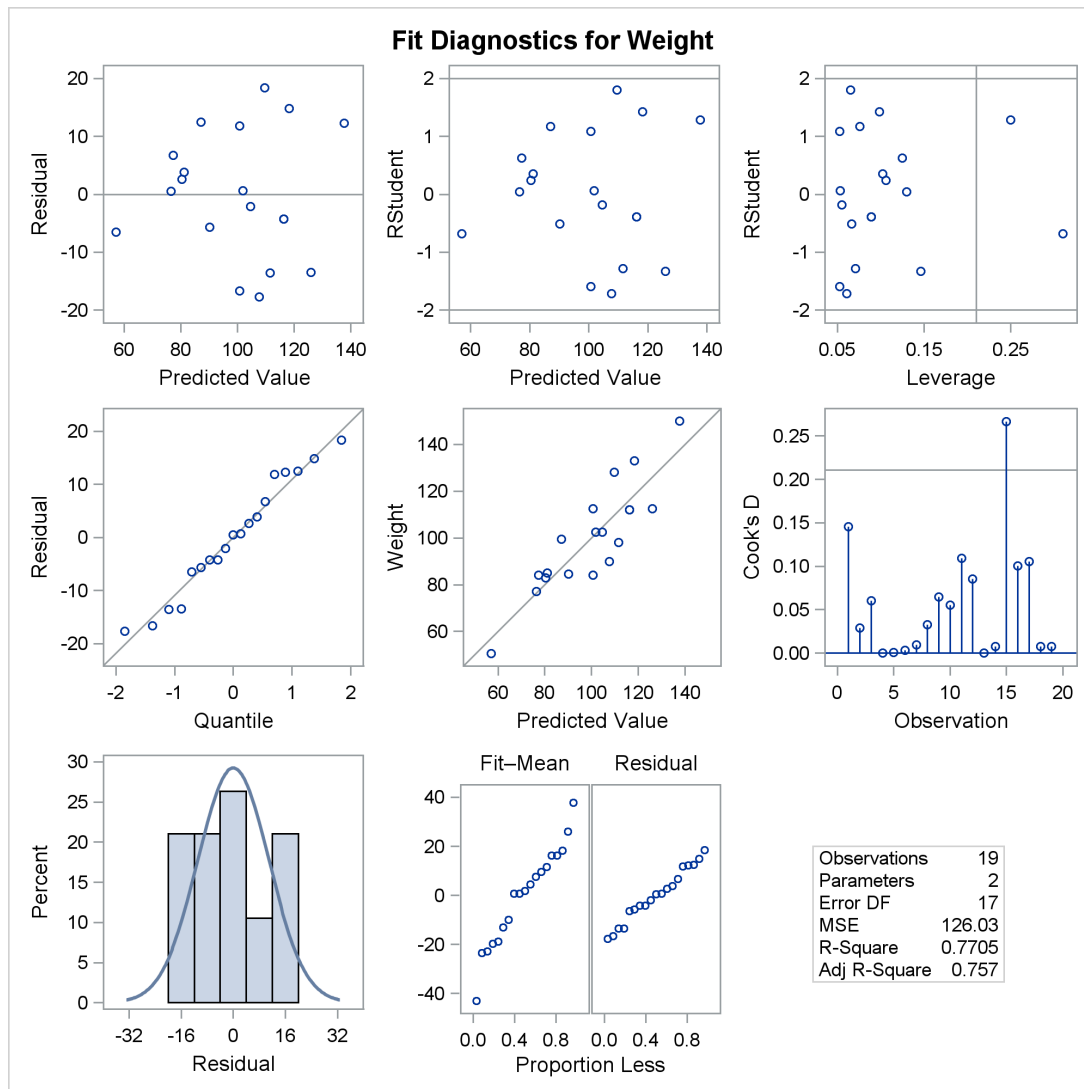 Fit Diagnostics for Weight
20
10
0
-10
-20
Residual
60 80 100 120 140
Predicted Value
2
1
0
-1
-2
RStudent
60 80 100 120 140
Predicted Value
2
1
0
-1
-2
RStudent
0.05 0.15 0.25
Leverage
20
10
0
-10
-20
Residual
-2 -1 0 1 2
Quantile
140
120
100
80
60
Weight
60 80 100 120 140
Predicted Value
0.25
0.20
0.15
0.10
0.05
0.00
Cook's D
0 5 10 15 20
Observation
30
25
20
15
10
5
0
Percent
-32 -16 0 16 32
Residual
Fit–Mean Residual
40
20
0
-20
-40
0.0 0.4 0.8 0.0 0.4 0.8
Proportion Less
Observations 19
Parameters 2
Error DF 17
MSE 126.03
R-Square 0.7705
Adj R-Square 0.757